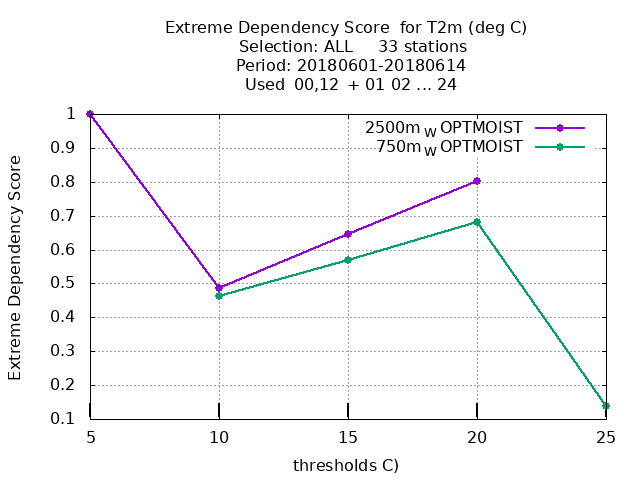 Extreme Dependency Score  for T2m (deg C)
Selection: ALL     33 stations
Period: 20180601-20180614
Used  00,12  + 01 02 ... 24
2500m W OPTMOIST
750m W OPTMOIST
Extreme Dependency Score
1
0.9
0.8
0.7
0.6
0.5
0.4
0.3
0.2
0.1
5 10 15 20 25
thresholds C)